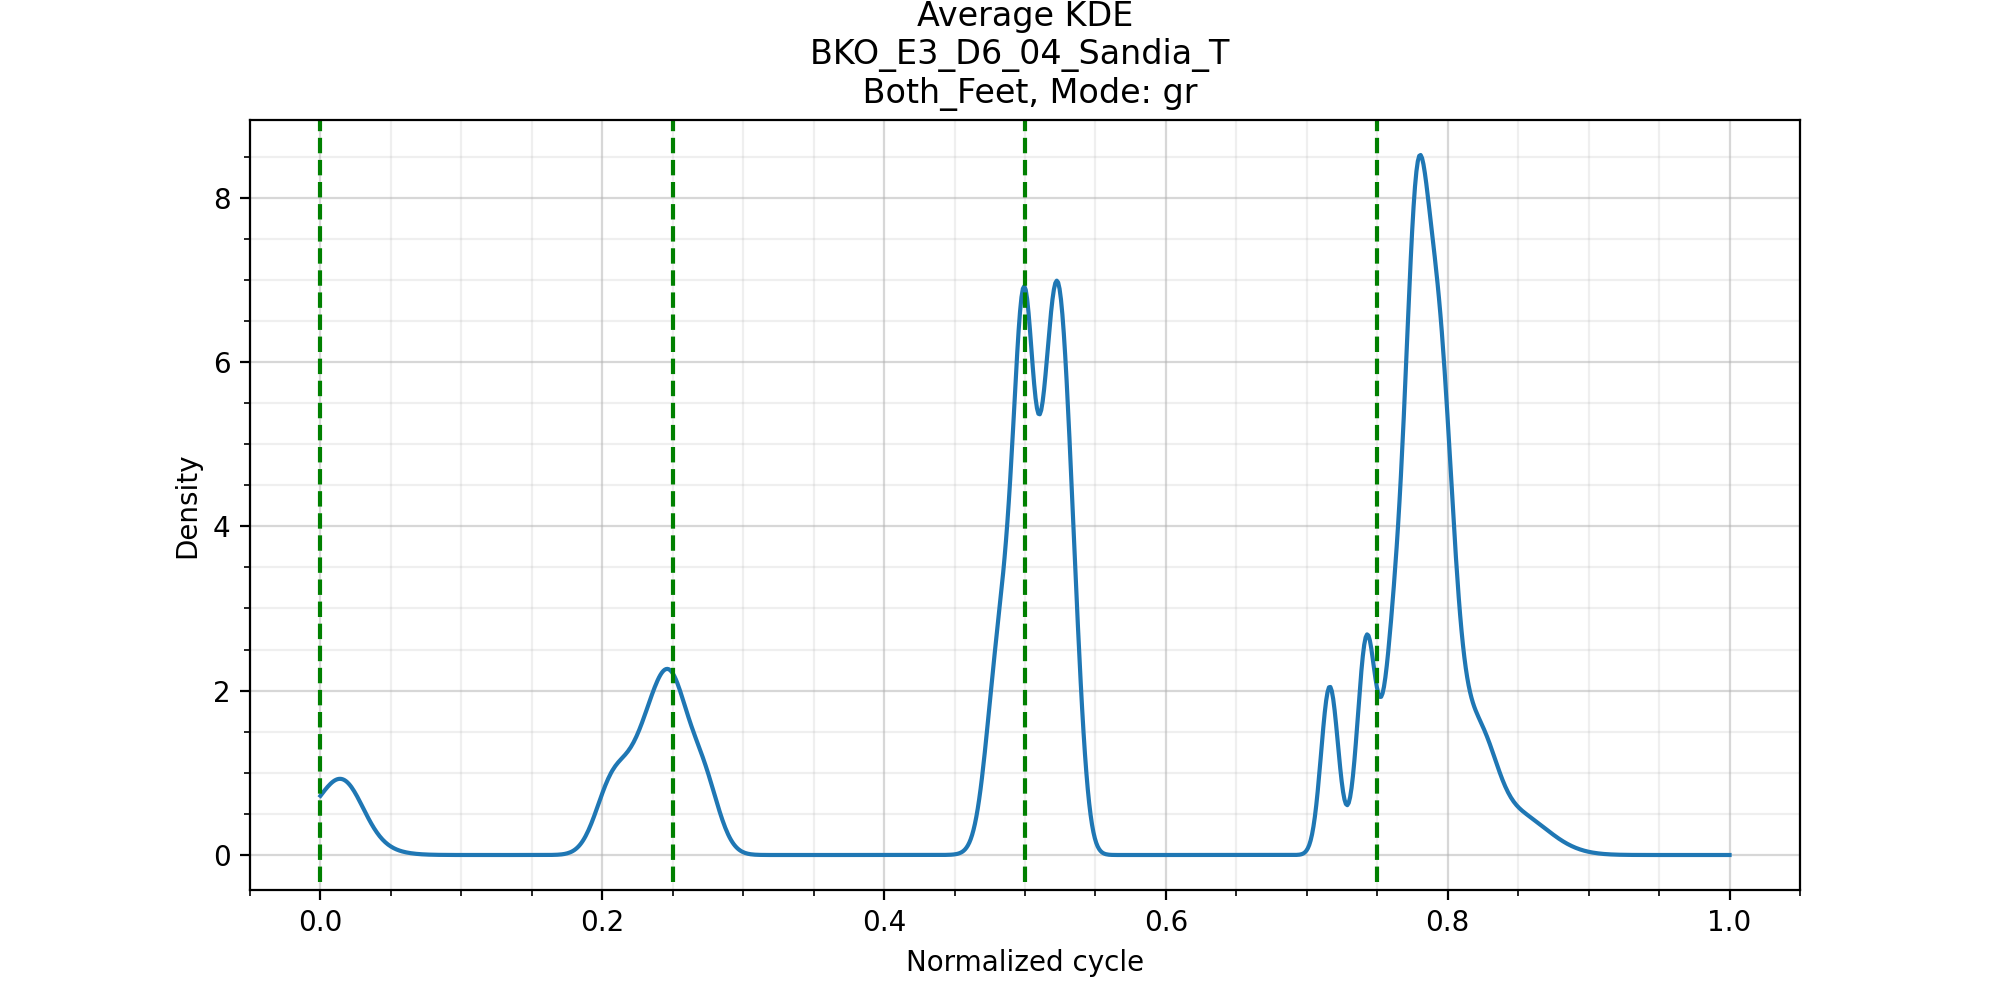 Average KDE
BKO_E3_D6_04_Sandia_T
Both_Feet, Mode: gr
Density
8
6
4
2
0
0.0 0.2 0.4 0.6 0.8 1.0
Normalized cycle